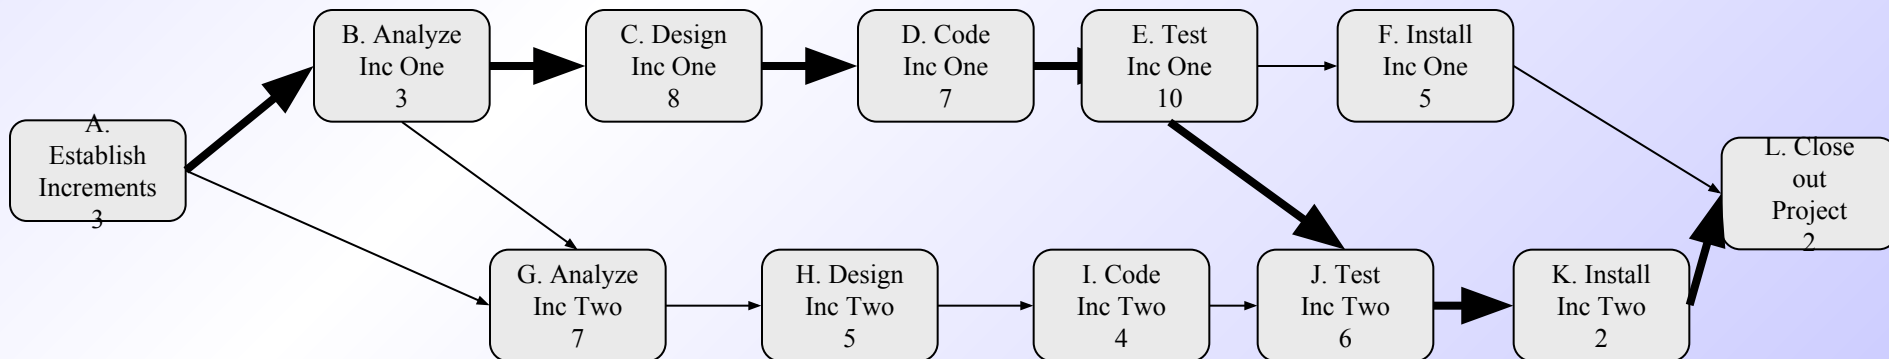 A.
Establish
Increments
3
B. Analyze
Inc One
3
C. Design
Inc One
8
D. Code
Inc One
7
E. Test
Inc One
10
F. Install
Inc One
5
G. Analyze
Inc Two
7
H. Design
Inc Two
5
I. Code
Inc Two
4
J. Test
Inc Two
6
K. Install
Inc Two
2
L. Close
out
Project
2